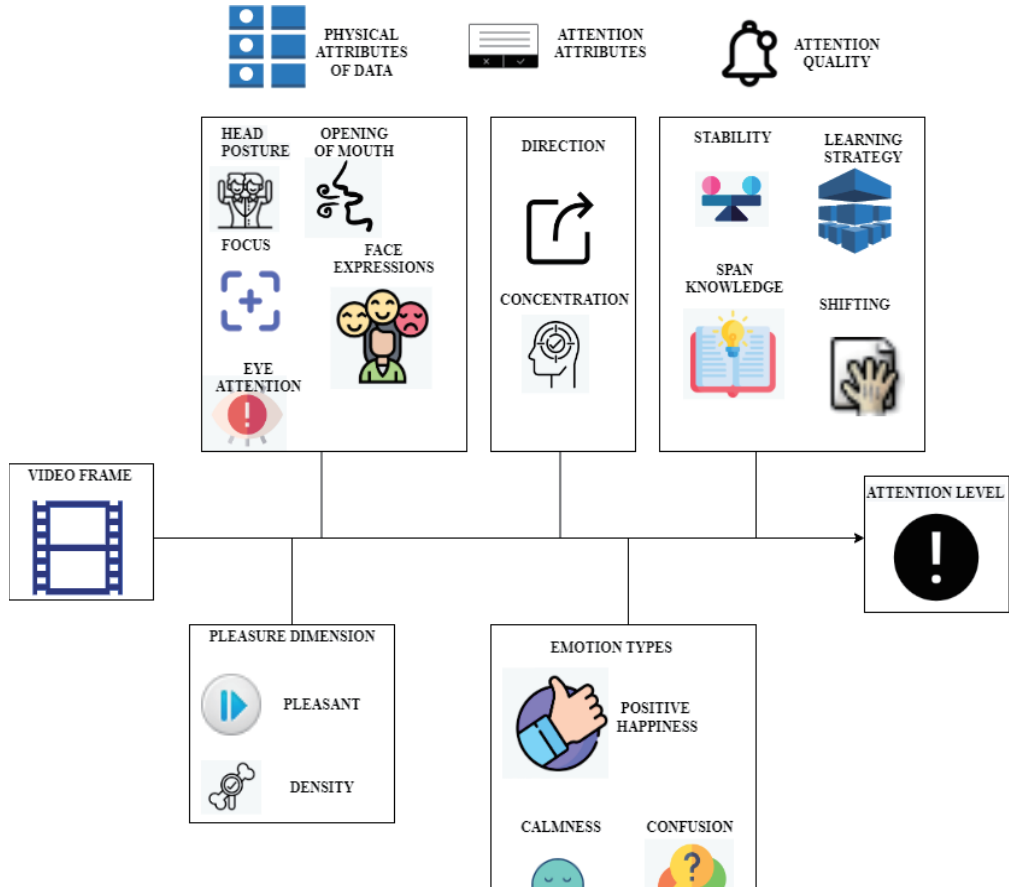 PHYSICAL
ATTRIBUTES
OF DATA
ATTENTION
ATTRIBUTES
ATTENTION
QUALITY
HEAD
POSTURE
OPENING
OF MOUTH
FOCUS
FACE
EXPRESSIONS
EYE
ATTENTION
DIRECTION
CONCENTRATION
STABILITY
LEARNING
STRATEGY
SPAN
KNOWLEDGE
SHIFTING
VIDEO FRAME
ATTENTION LEVEL
PLEASURE DIMENSION
PLEASANT
DENSITY
EMOTION TYPES
POSITIVE
HAPPINESS
CALMNESS
CONFUSION